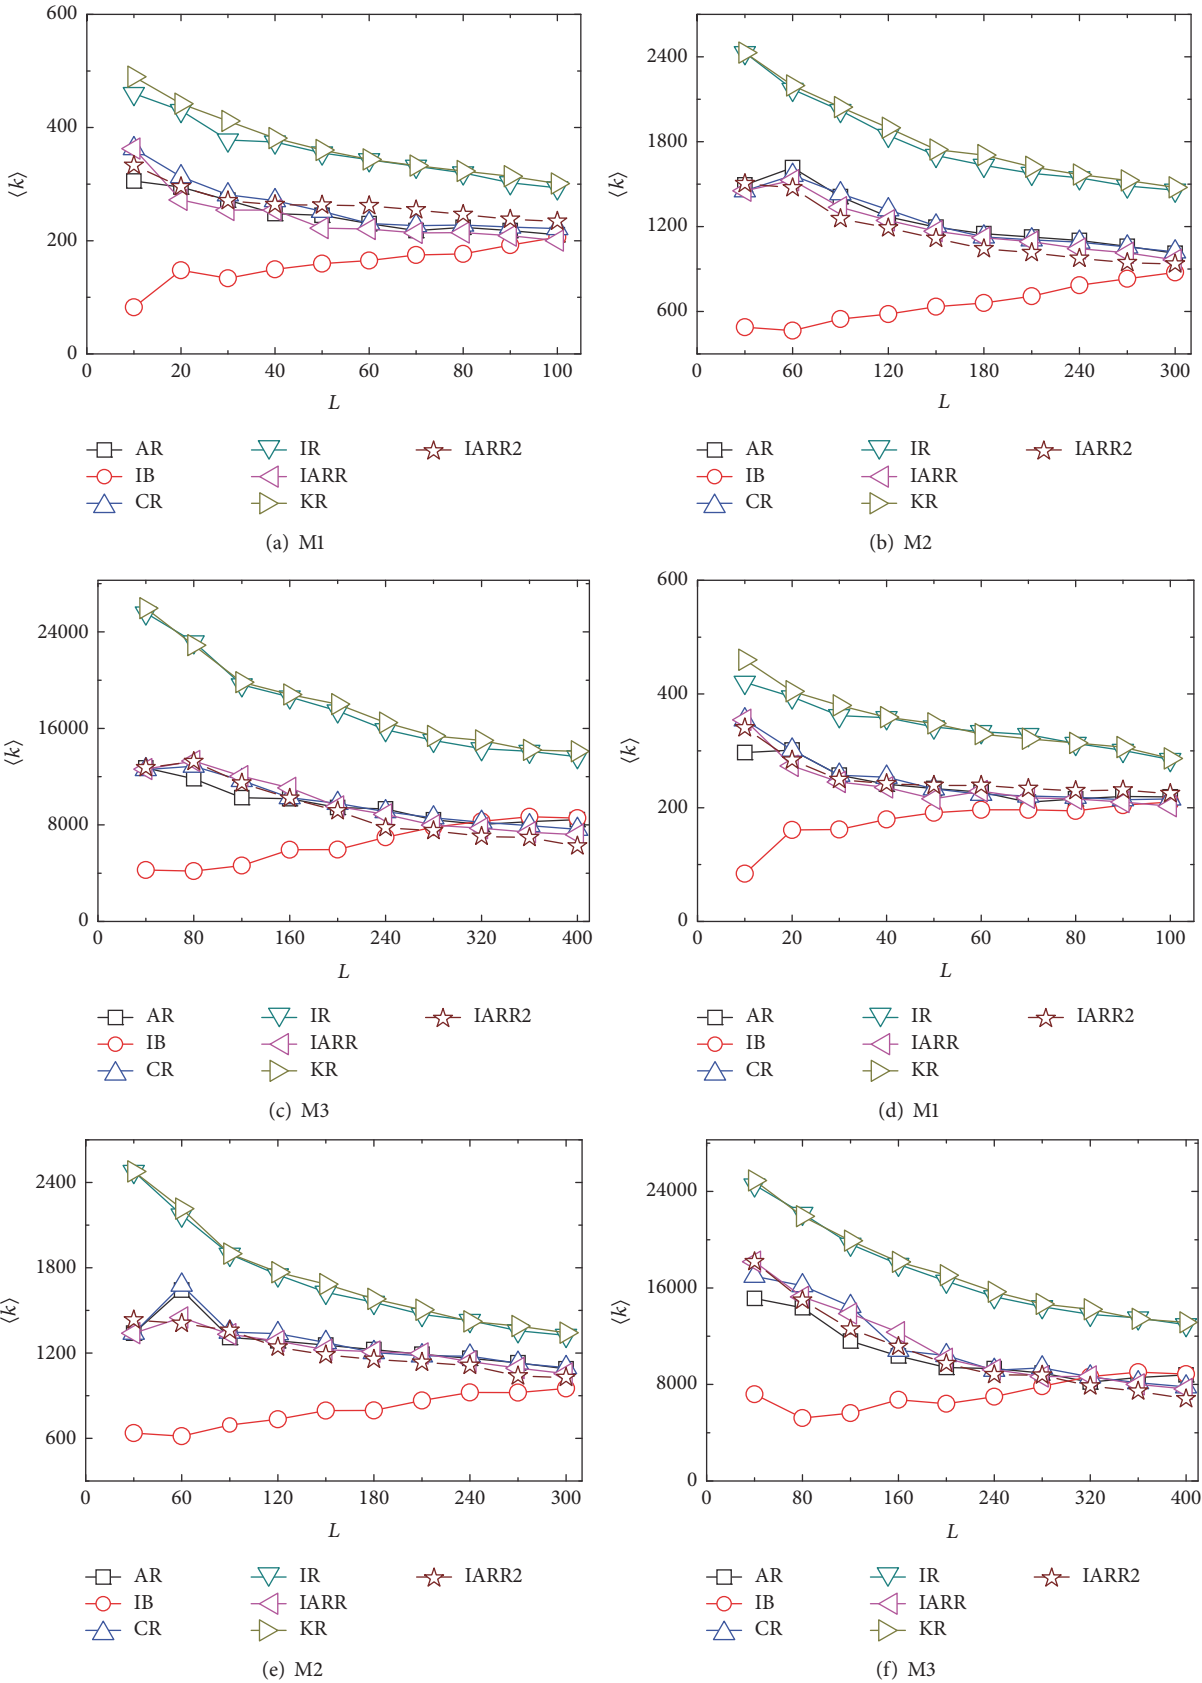 600
400
200
0
⟨k⟩
0 20 40 60 80 100
L
AR IR IARR2
IB IARR
CR KR
(a) M1
2400
1800
1200
600
⟨k⟩
0 60 120 180 240 300
L
AR IR IARR2
IB IARR
CR KR
(b) M2
24000
16000
8000
0
⟨k⟩
0 80 160 240 320 400
L
AR IR IARR2
IB IARR
CR KR
(c) M3
600
400
200
0
⟨k⟩
0 20 40 60 80 100
L
AR IR IARR2
IB IARR
CR KR
(d) M1
2400
1800
1200
600
⟨k⟩
0 60 120 180 240 300
L
AR IR IARR2
IB IARR
CR KR
(e) M2
24000
16000
8000
0
⟨k⟩
0 80 160 240 320 400
L
AR IR IARR2
IB IARR
CR KR
(f) M3